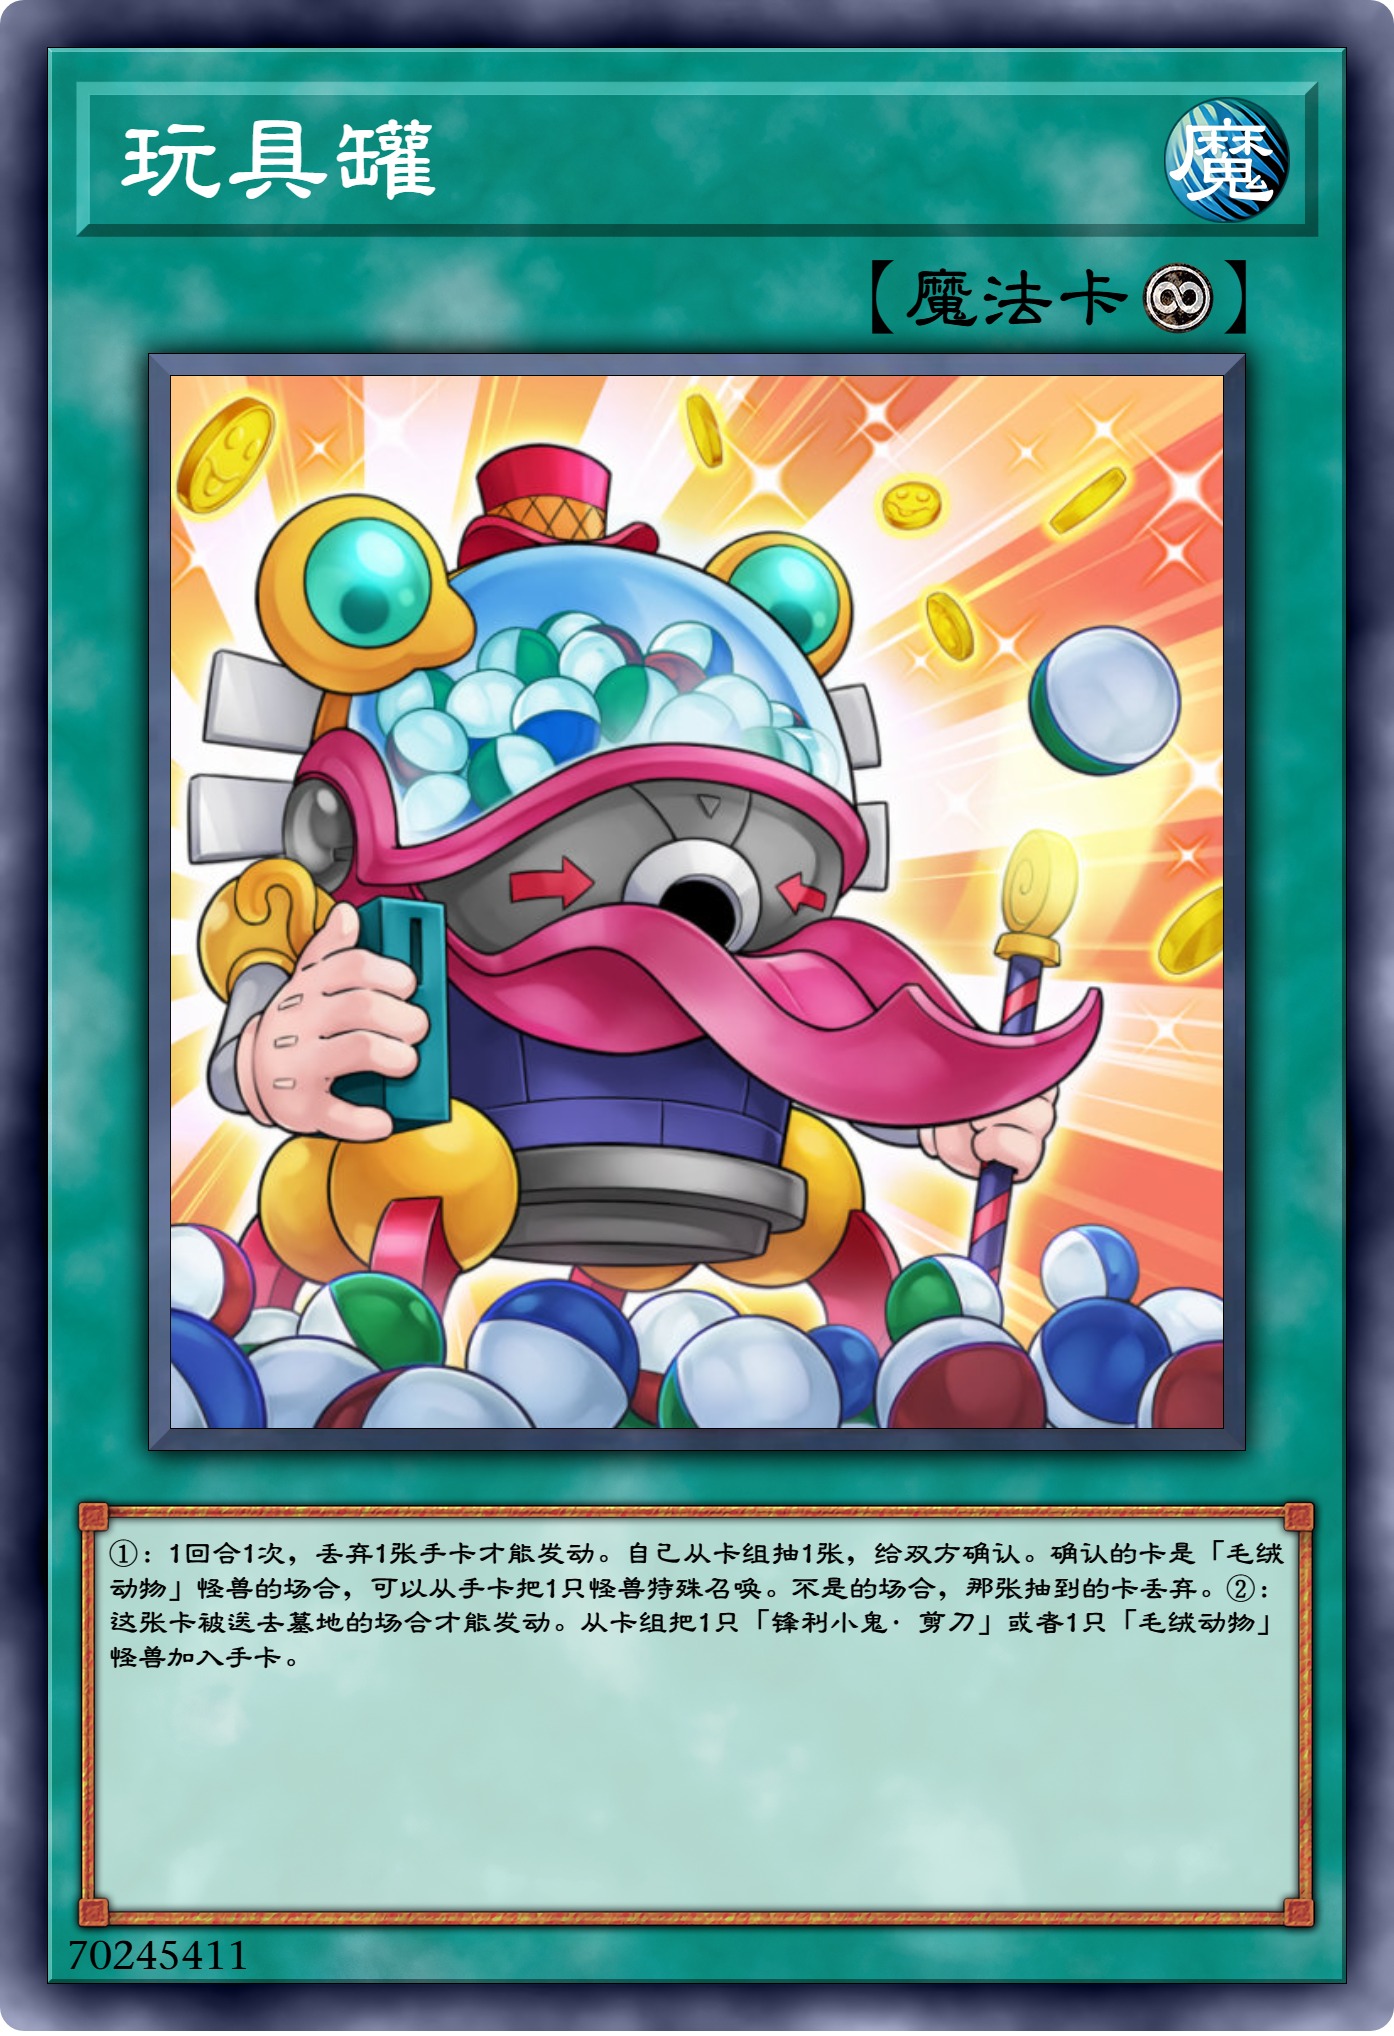 玩具罐
魔
【魔法卡】
①：1回合1次，丢弃1张手卡才能发动。自己从卡组抽1张，给双方确认。确认的卡是「毛绒
动物」怪兽的场合，可以从手卡把1只怪兽特殊召唤。不是的场合，那张抽到的卡丢弃。②：
这张卡被送去墓地的场合才能发动。从卡组把1只「锋利小鬼·剪刀」或者1只「毛绒动物」
怪兽加入手卡。
70245411